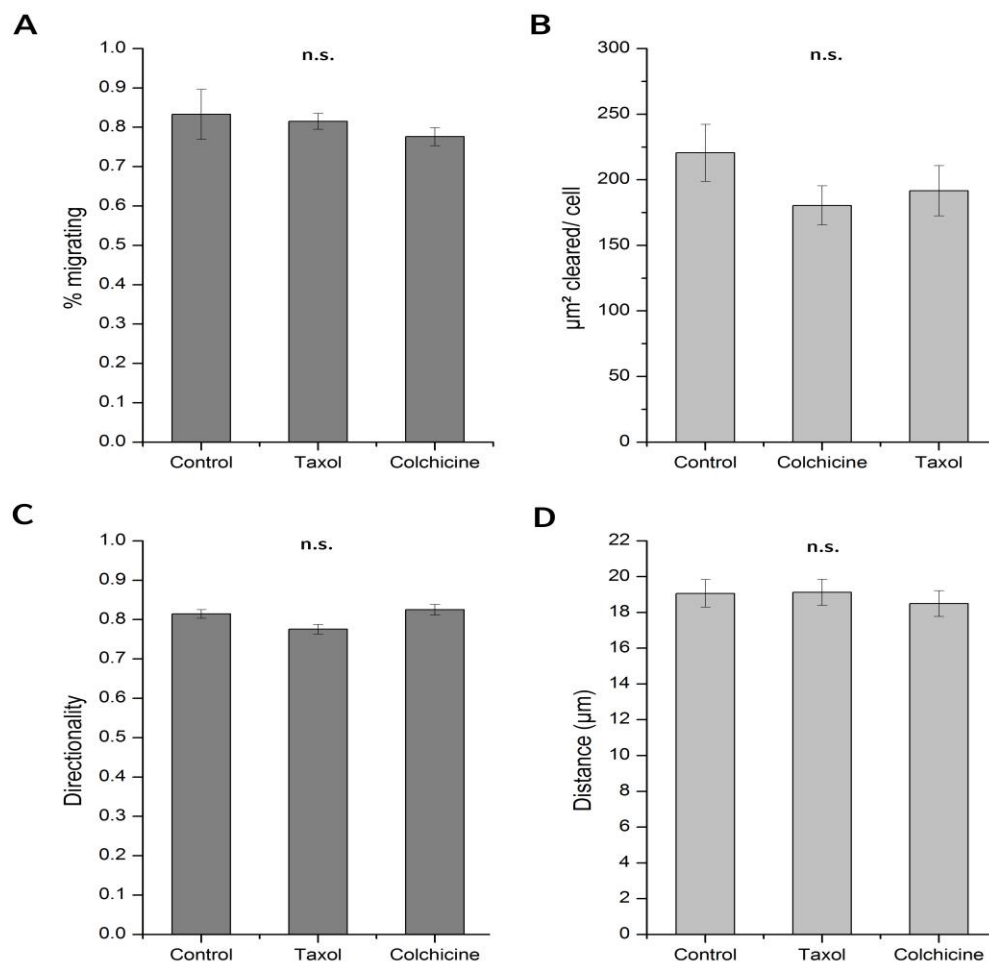 A
n.s.
% migrating
1.0
0.9
0.8
0.7
0.6
0.5
0.4
0.3
0.2
0.1
0.0
Control Taxol Colchicine
B
n.s.
µm² cleared/ cell
300
250
200
150
100
50
0
Control Colchicine Taxol
C
n.s.
Directionality
1.0
0.9
0.8
0.7
0.6
0.5
0.4
0.3
0.2
0.1
0.0
Control Taxol Colchicine
D
n.s.
Distance (µm)
22
20
18
16
14
12
10
8
6
4
2
0
Control Taxol Colchicine